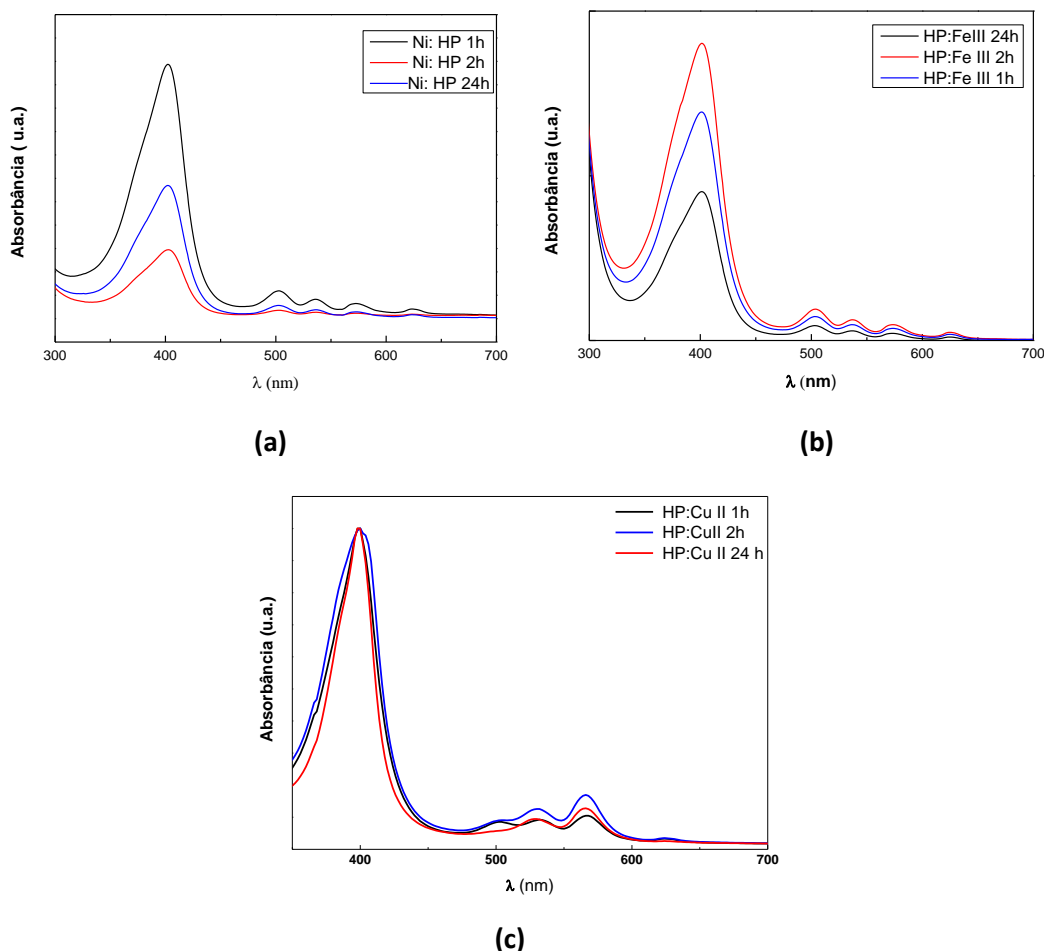 Ni: HP 1h
Ni: HP 2h
Ni: HP 24h
Absorbância ( u.a.)
300 400 500 600 700
λ (nm)
(a)
HP:FeIII 24h
HP:Fe III 2h
HP:Fe III 1h
Absorbância (u.a.)
300 400 500 600 700
λ (nm)
(b)
HP:Cu II 1h
HP:CuII 2h
HP:Cu II 24 h
Absorbância (u.a.)
400 500 600 700
λ (nm)
(c)